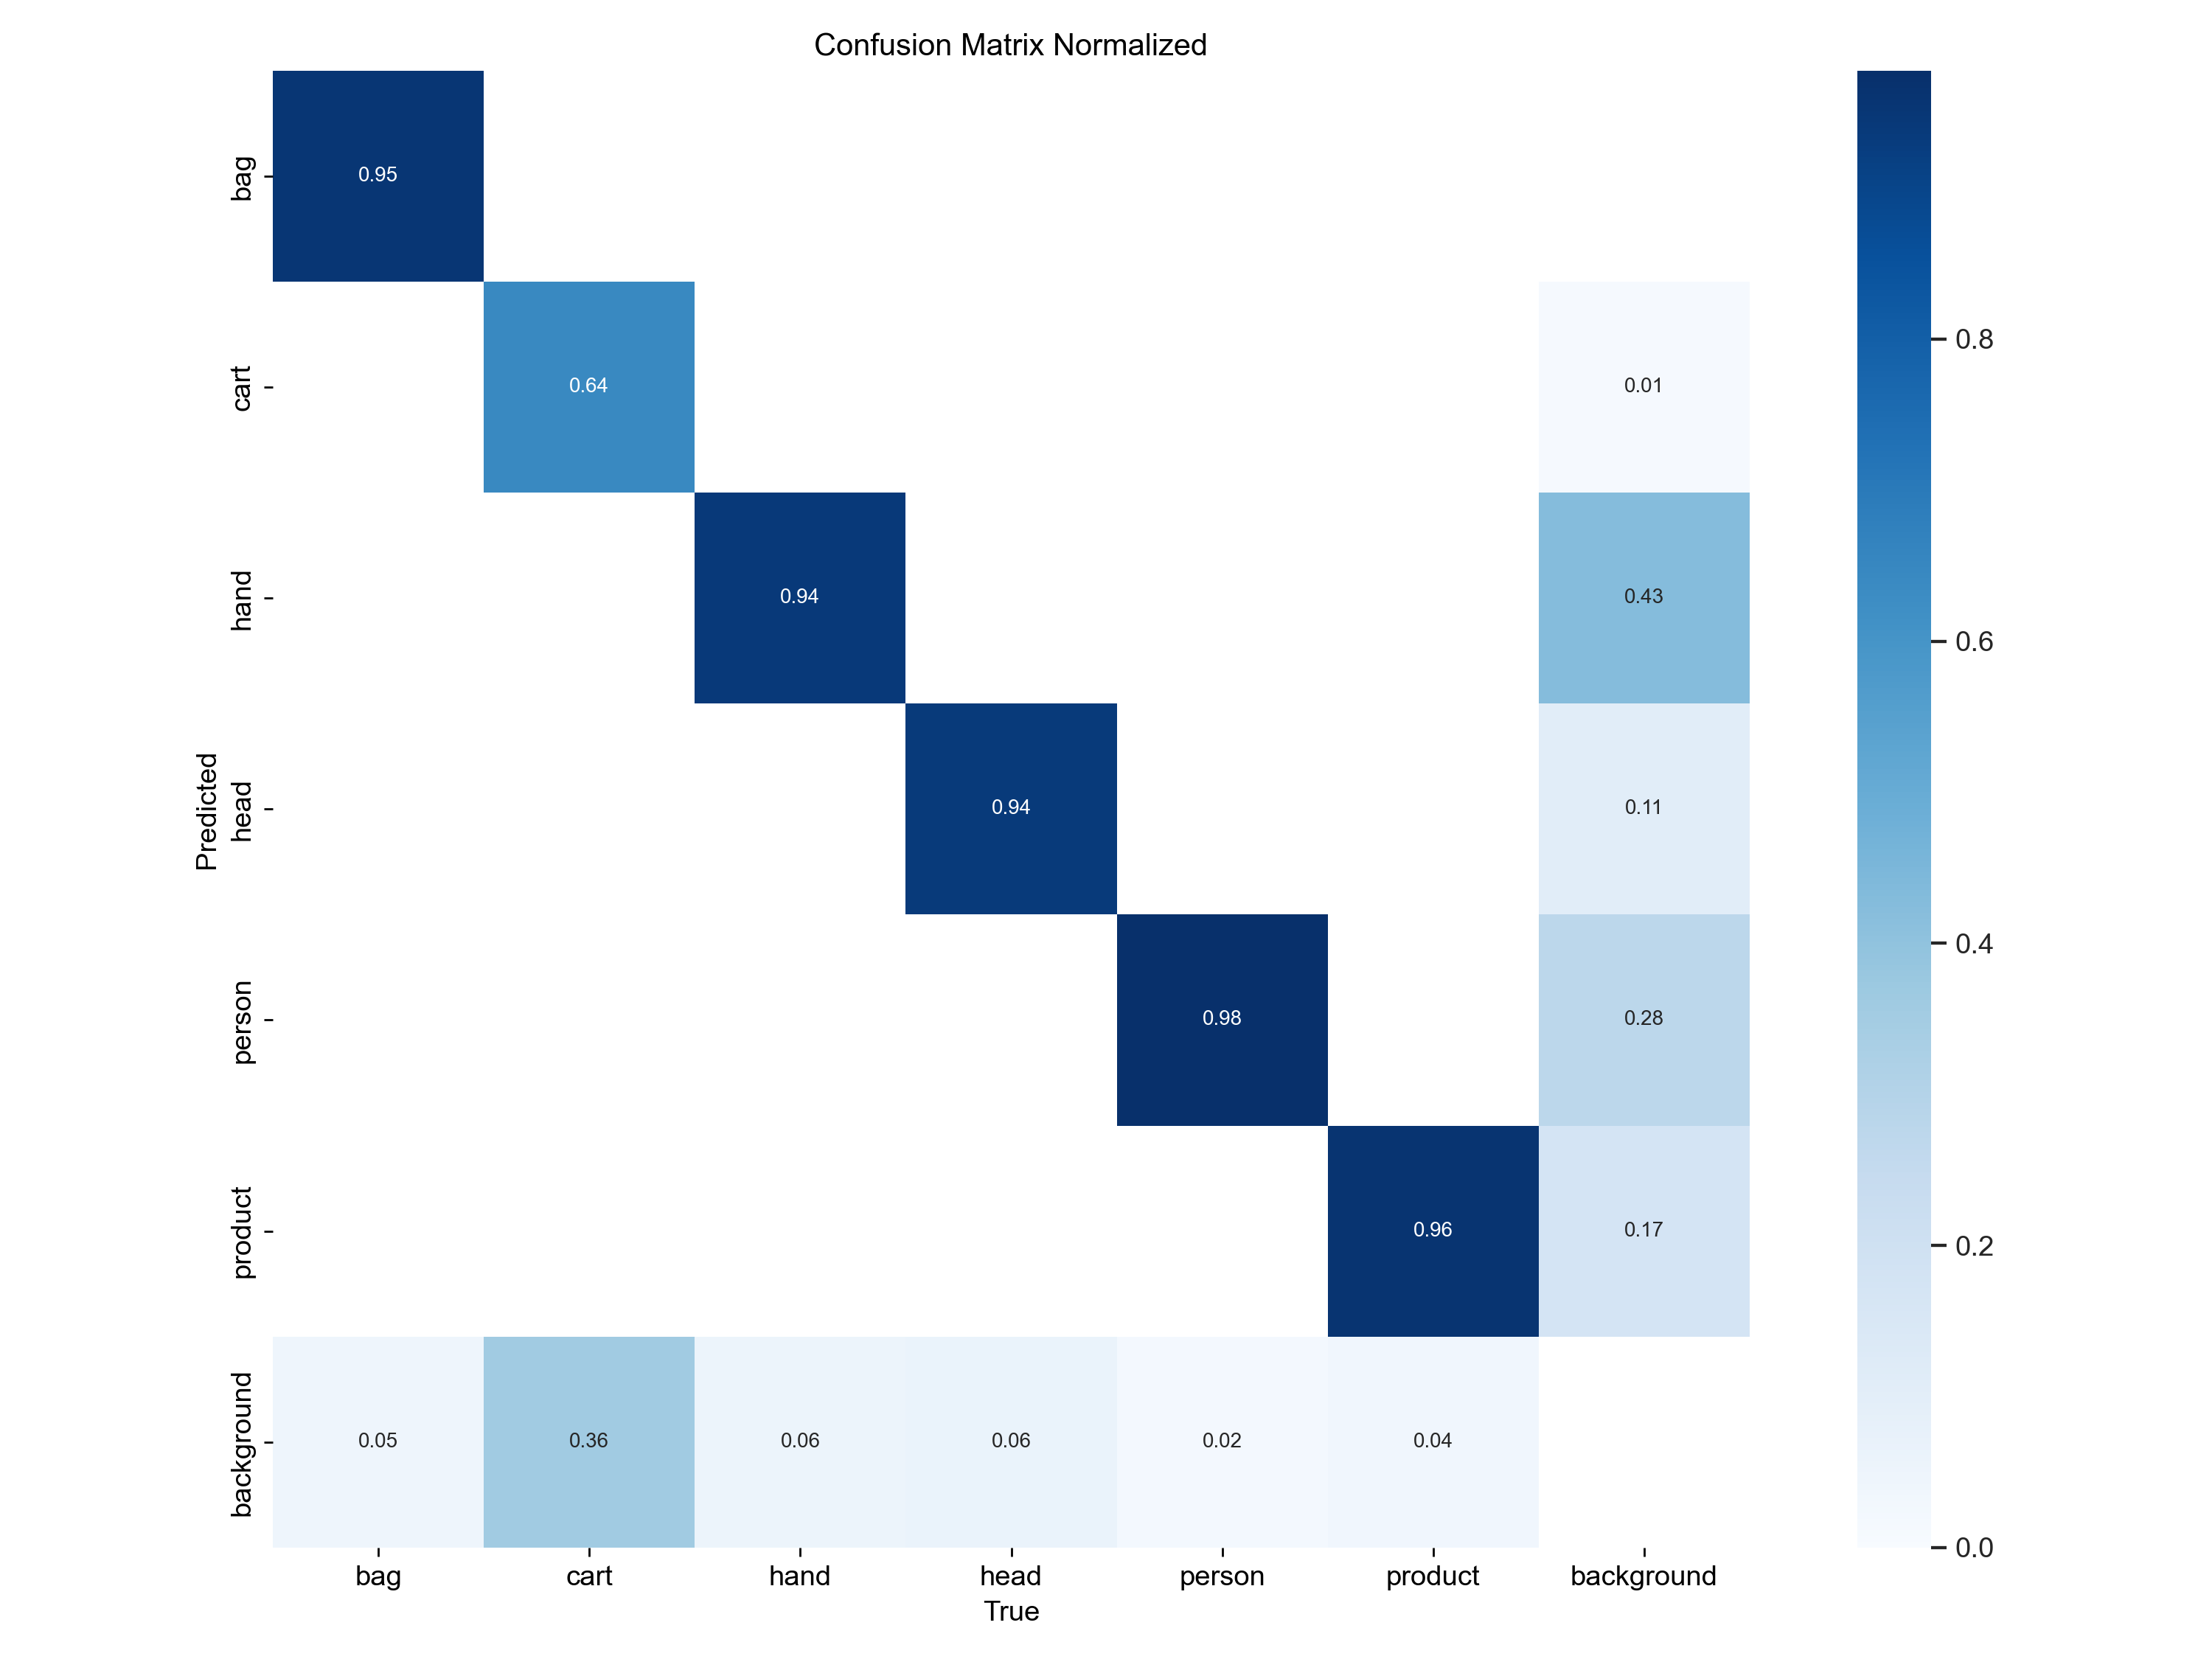 Confusion Matrix Normalized
bag
0.95
cart
0.64
0.01
0.8
hand
0.94
0.43
0.6
Predicted
head
0.94
0.11
0.4
person
0.98
0.28
product
0.96
0.17
0.2
background
0.05
0.36
0.06
0.06
0.02
0.04
0.0
bag
cart
hand
head
person
product
background
True